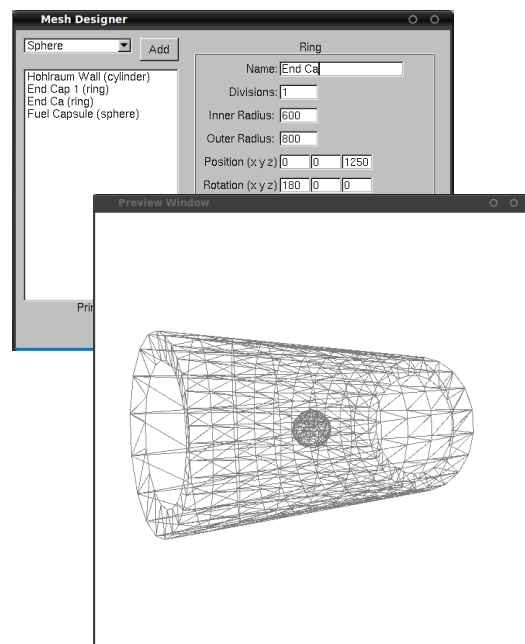 Mesh Designer
Sphere
Add
Hohlraum Wall (cylinder)
End Cap 1 (ring)
End Ca (ring)
Fuel Capsule (sphere)
Ring
Name: End Ca
Divisions: 1
Inner Radius: 600
Outer Radius: 800
Position (x y z) 0 0 1250
Rotation (x y z) 180 0 0
Preview Window